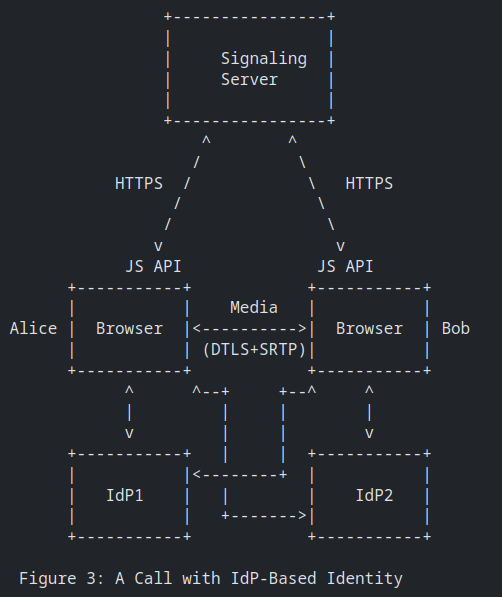 Signaling
Server
HTTPS HTTPS
JS API JS API
Media
Alice Browser Browser Bob
(DTLS+SRTP)
IdP1 IdP2
Figure 3: A Call with IdP-Based Identity